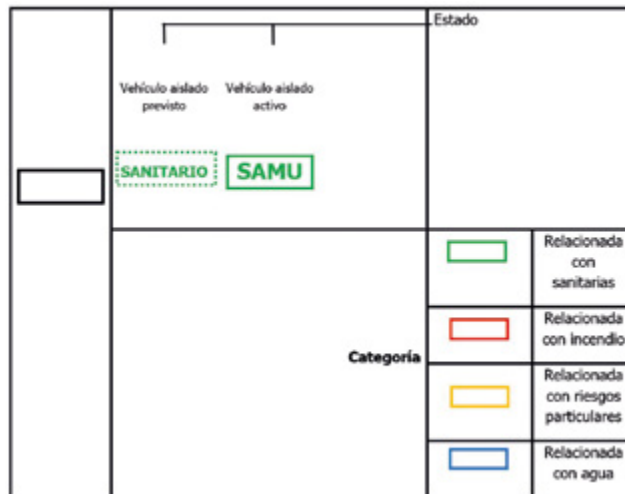 Estado
Vehículo aislado
previsto
Vehículo aislado
activo
SANITARIO
SAMU
Relacionada
con
sanitarias
Categoría
Relacionada
con incendio
Relacionada
con riesgos
particulares
Relacionada
con agua